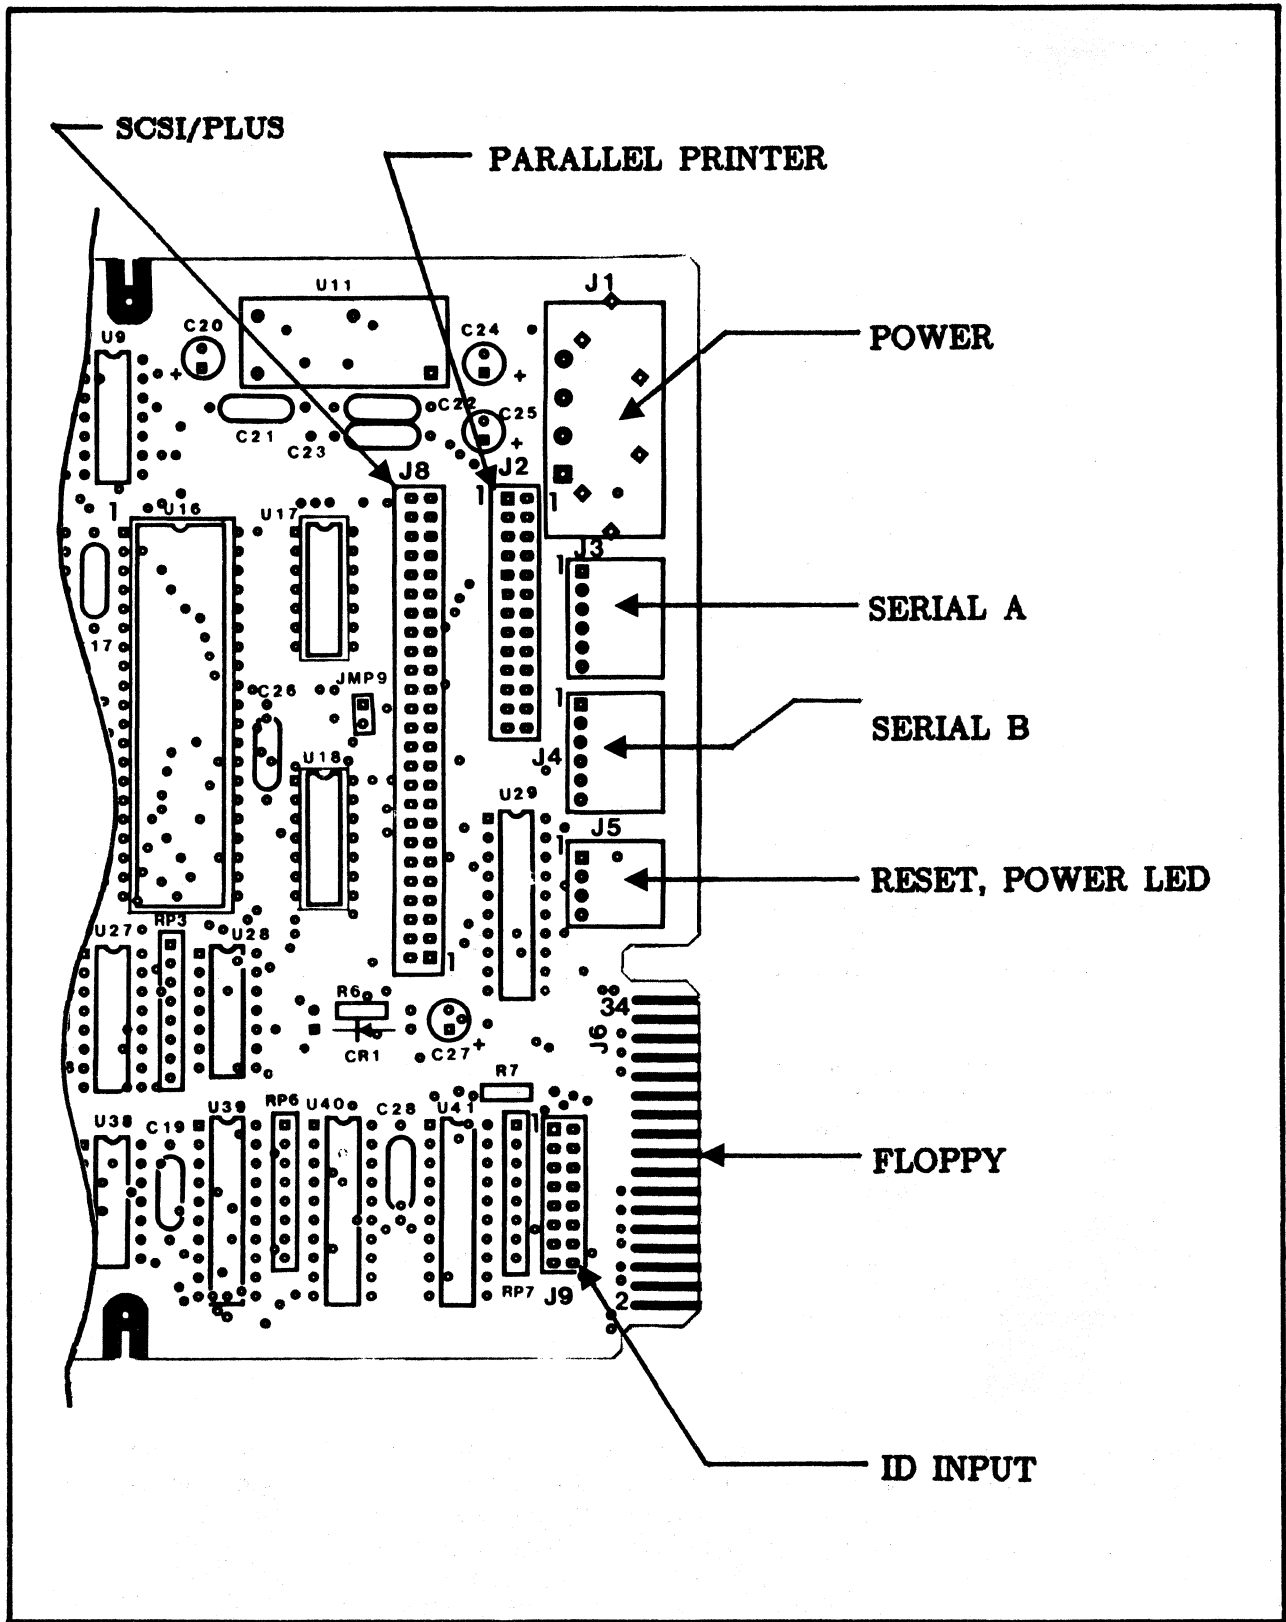 SCSI/PLUS
PARALLEL PRINTER
U11
J1
C20
C24
U9
POWER
C22
C25
C21
C23
J8
J2
1
1
1
U16
U17
J3
1
SERIAL A
17
JMP9
C26
1
SERIAL B
U18
J4
U29
J5
1
RESET, POWER LED
RP3
U27
U28
1
R6
34
J6
CR1
C27
R7
U38
C19
U39
RP6
U40
C28
U41
1
FLOPPY
RP7
J9
2
ID INPUT